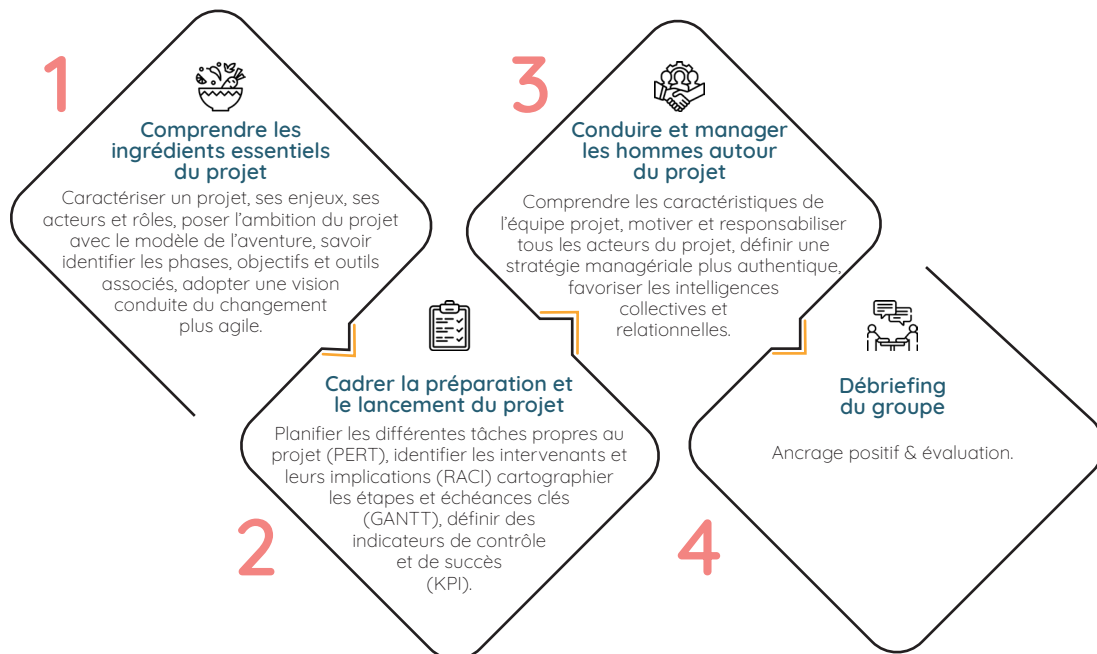 1
Comprendre les
ingrédients essentiels
du projet
Caractériser un projet, ses enjeux, ses
acteurs et rôles, poser l’ambition du projet
avec le modèle de l’aventure, savoir
identifier les phases, objectifs et outils
associés, adopter une vision
conduite du changement
plus agile.
2
Cadrer la préparation et
le lancement du projet
Planifier les différentes tâches propres au
projet (PERT), identifier les intervenants et
leurs implications (RACI) cartographier
les étapes et échéances clés
(GANTT), définir des
indicateurs de contrôle
et de succès
(KPI).
3
Conduire et manager
les hommes autour
du projet
Comprendre les caractéristiques de
l’équipe projet, motiver et responsabiliser
tous les acteurs du projet, définir une
stratégie managériale plus authentique,
favoriser les intelligences
collectives et
relationnelles.
4
Débriefing
du groupe
Ancrage positif & évaluation.